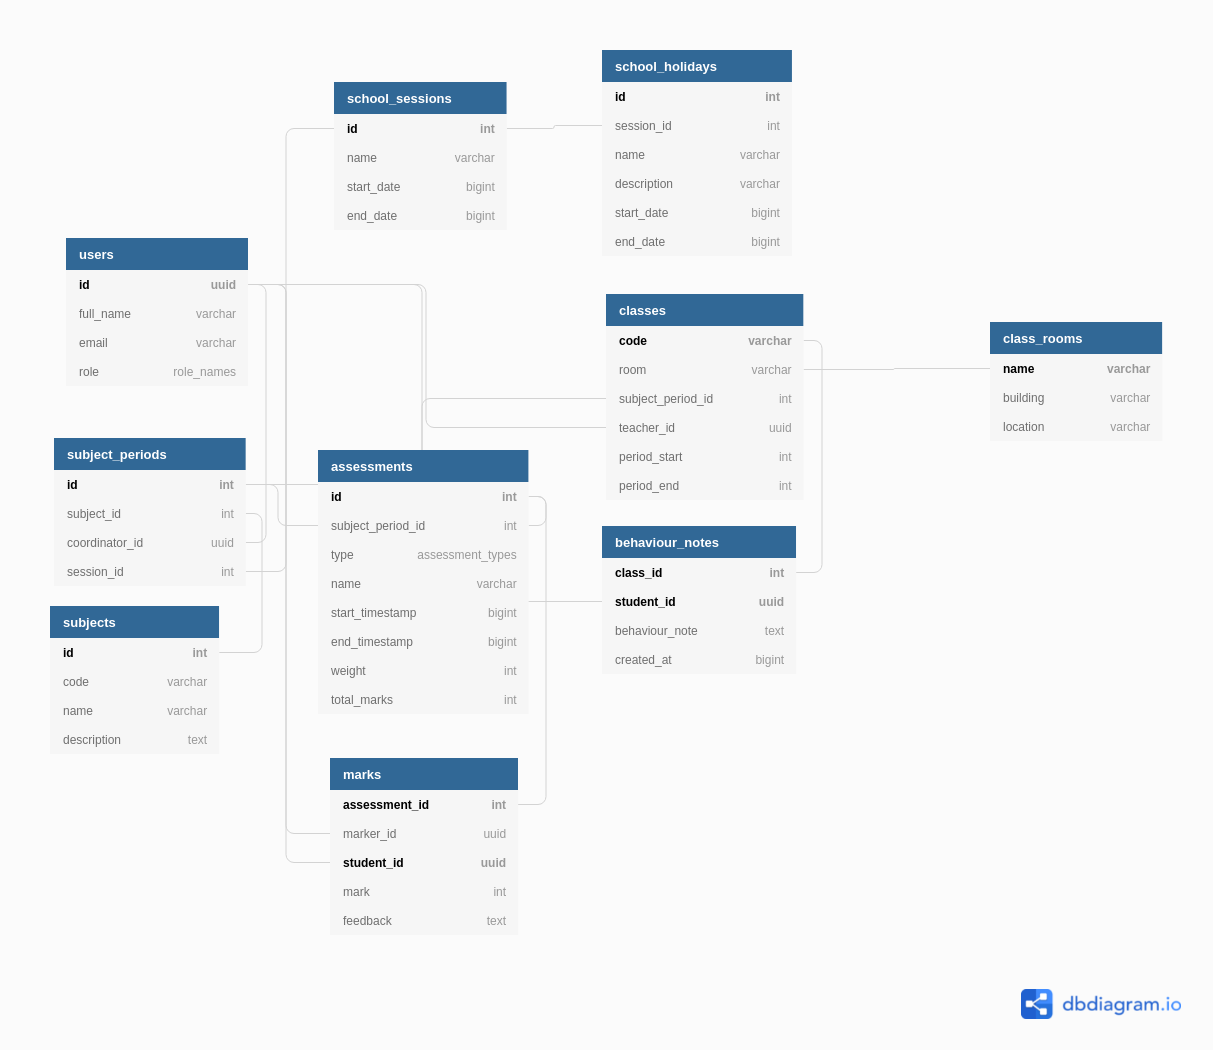 school_holidays
id int
session_id int
name varchar
description varchar
start_date bigint
end_date bigint
school_sessions
id int
name varchar
start_date bigint
end_date bigint
users
id uuid
full_name varchar
email varchar
role role_names
classes
code varchar
room varchar
subject_period_id int
teacher_id uuid
period_start int
period_end int
class_rooms
name varchar
building varchar
location varchar
subject_periods
id int
subject_id int
coordinator_id uuid
session_id int
assessments
id int
subject_period_id int
type assessment_types
name varchar
start_timestamp bigint
end_timestamp bigint
weight int
total_marks int
behaviour_notes
class_id int
student_id uuid
behaviour_note text
created_at bigint
subjects
id int
code varchar
name varchar
description text
marks
assessment_id int
marker_id uuid
student_id uuid
mark int
feedback text
dbdiagram.io